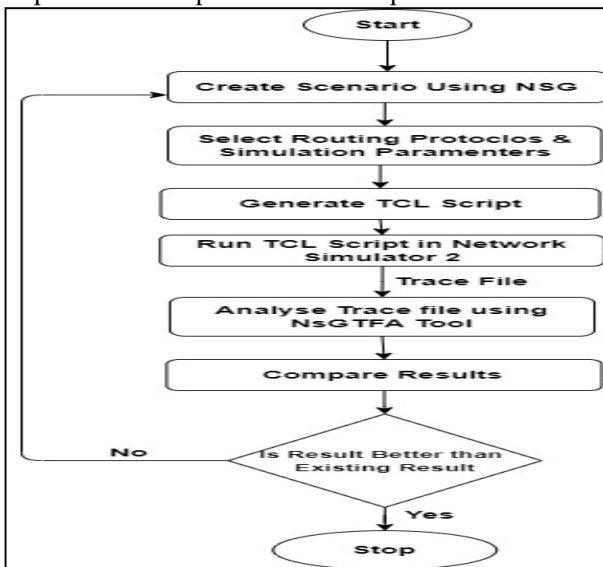 Start
Create Scenario Using NSG
Select Routing Protoclos &
Simulation Paramenters
Generate TCL Script
Run TCL Script in Network
Simulator 2
Trace File
Analyse Trace file using
NsGTFA Tool
Compare Results
Is Result Better than
Existing Result
No
Yes
Stop